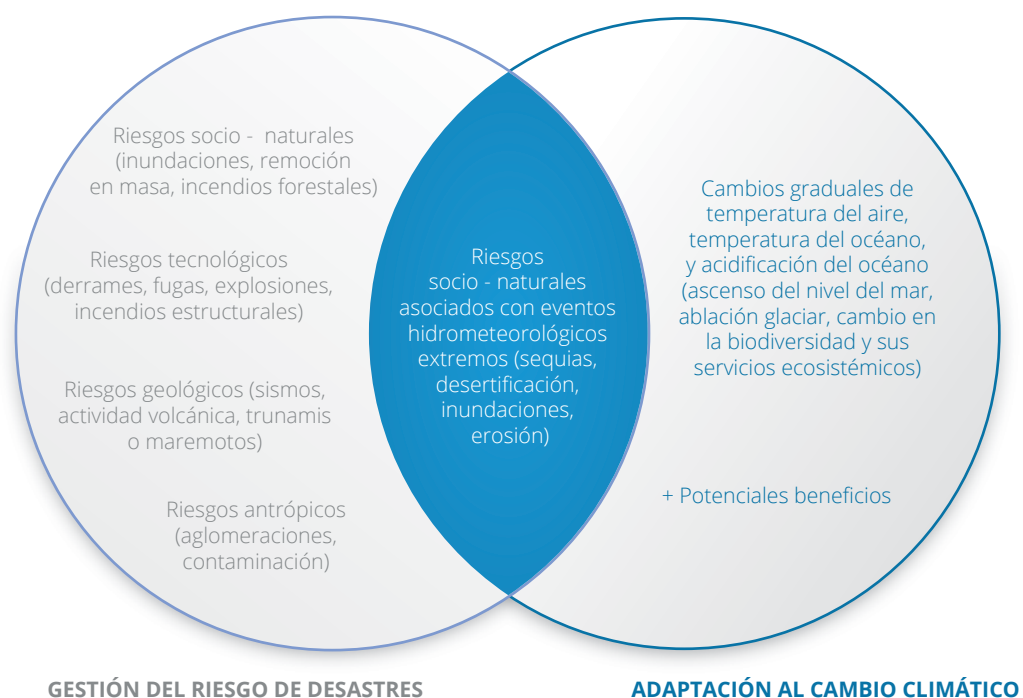 Riesgos socio - naturales
(inundaciones, remoción
en masa, incendios forestales)
Riesgos tecnológicos
(derrames, fugas, explosiones,
incendios estructurales)
Riesgos geológicos (sismos,
actividad volcánica, trunamis
o maremotos)
Riesgos antrópicos
(aglomeraciones,
contaminación)
Riesgos
socio - naturales
asociados con eventos
hidrometeorológicos
extremos (sequias,
desertificación,
inundaciones,
erosión)
Cambios graduales de
temperatura del aire,
temperatura del océano,
y acidificación del océano
(ascenso del nivel del mar,
ablación glaciar, cambio en
la biodiversidad y sus
servicios ecosistémicos)
+ Potenciales beneficios
GESTIÓN DEL RIESGO DE DESASTRES
ADAPTACIÓN AL CAMBIO CLIMÁTICO